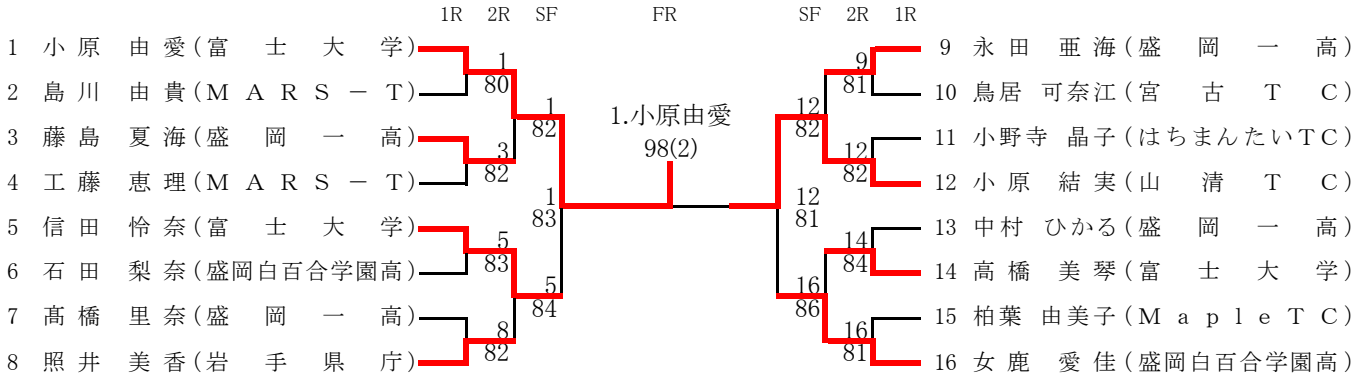 1R 2R SF FR SF 2R 1R
1 小原 由愛(富士大学)
2 島川 由貴(MARS－T)
3 藤島 夏海(盛岡一高)
4 工藤 恵理(MARS－T)
5 信田 怜奈(富士大学)
6 石田 梨奈(盛岡白百合学園高)
7 髙橋 里奈(盛岡一高)
8 照井 美香(岩手県庁)
1
80
3
82
5
83
8
82
1
82
5
84
1
83
1.小原由愛
98(2)
12
81
12
82
16
86
9
81
12
82
14
84
16
81
9 永田 亜海(盛岡一高)
10 鳥居 可奈江(宮古TC)
11 小野寺 晶子(はちまんたいTC)
12 小原 結実(山清TC)
13 中村 ひかる(盛岡一高)
14 高橋 美琴(富士大学)
15 柏葉 由美子(MapleTC)
16 女鹿 愛佳(盛岡白百合学園高)